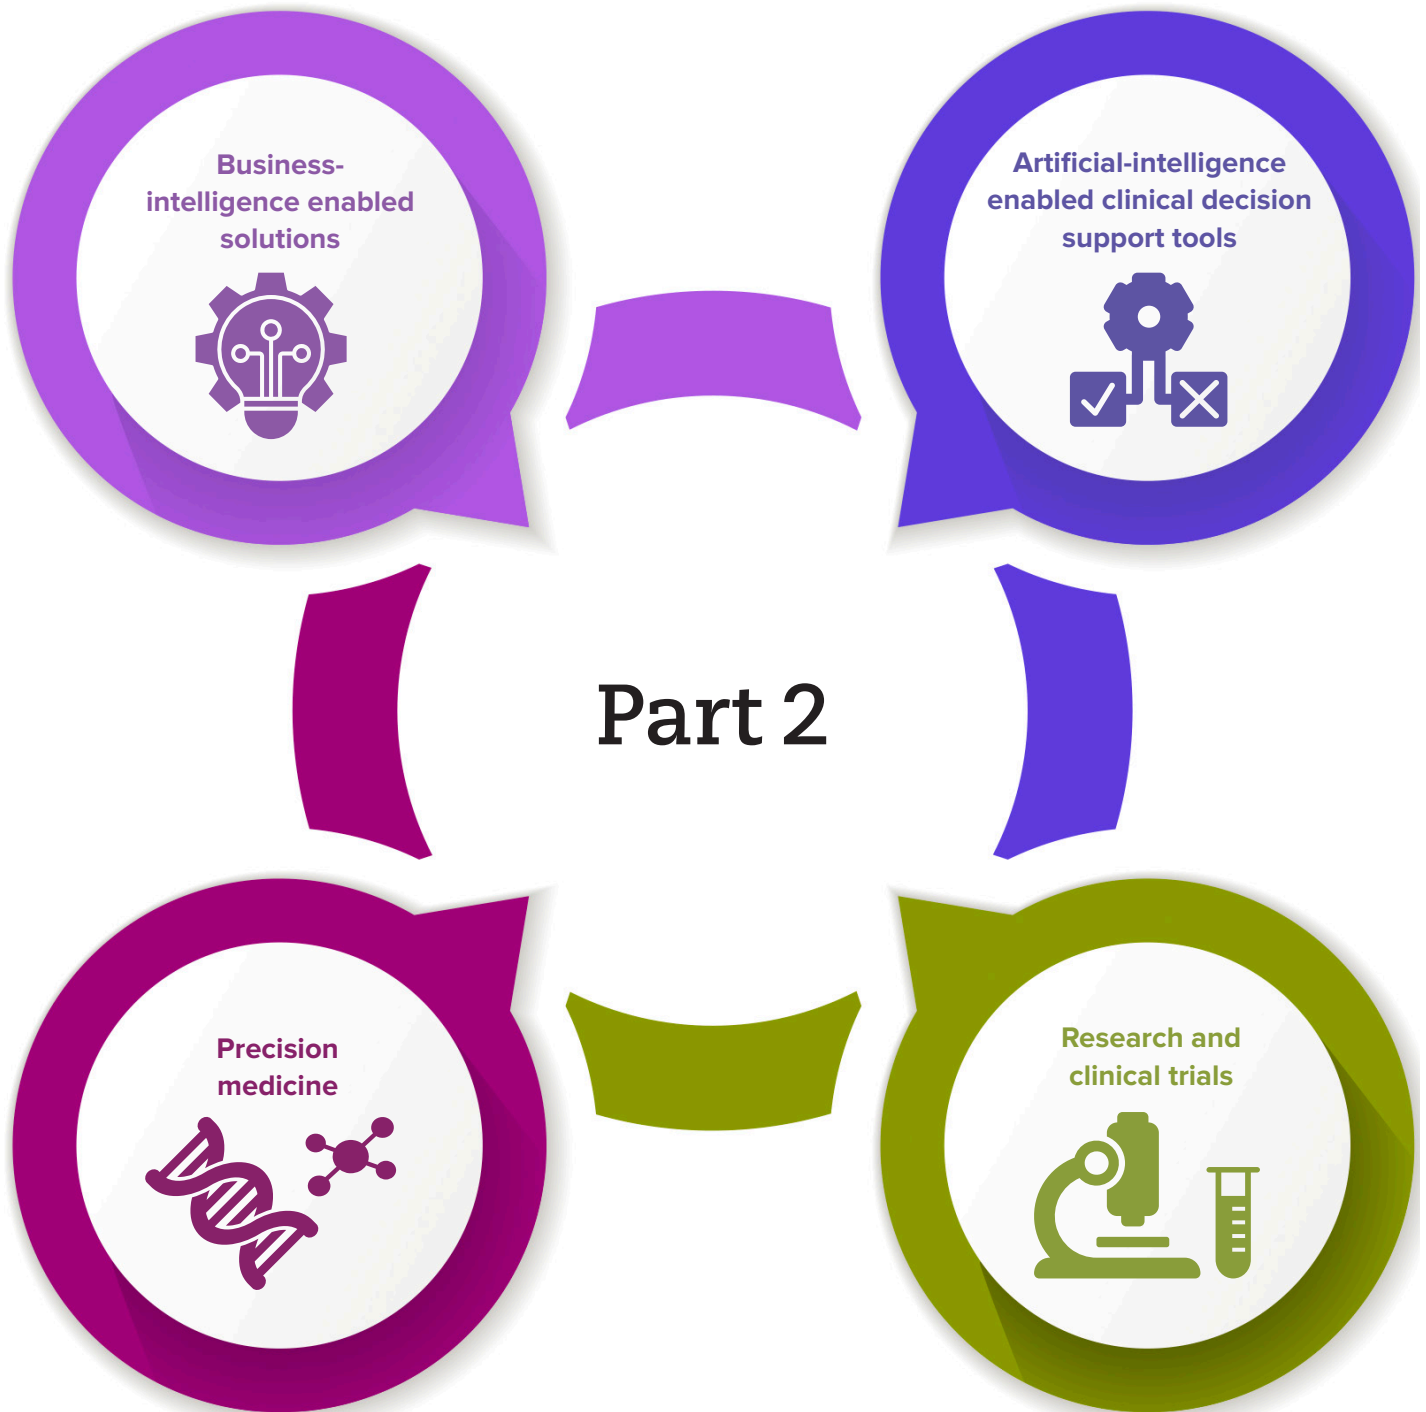 Business-
intelligence enabled
solutions
Artificial-intelligence
enabled clinical decision
support tools
Part 2
Precision
medicine
Research and
clinical trials